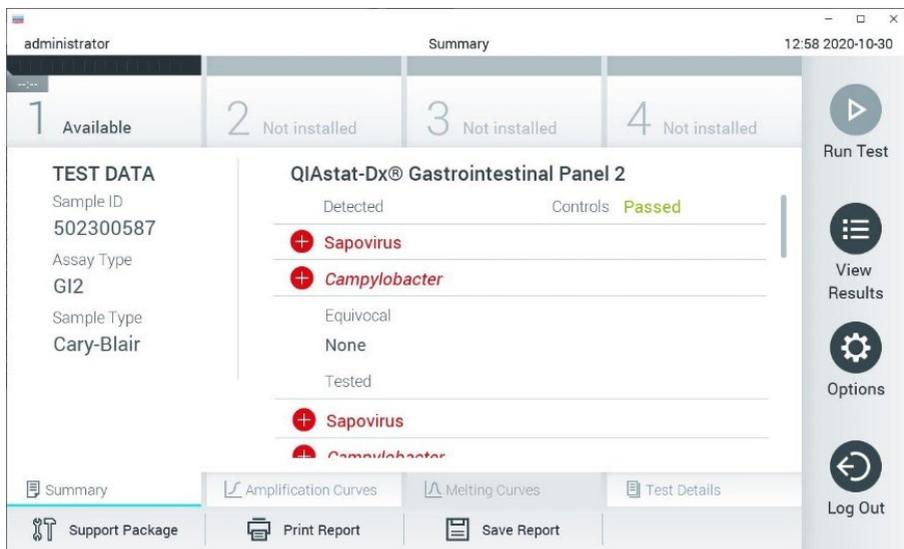 administrator Summary 12:58 2020-10-30
--:--
1 Available 2 Not installed 3 Not installed 4 Not installed
Run Test
TEST DATA
Sample ID
502300587
Assay Type
GI2
Sample Type
Cary-Blair
QIAstat-Dx® Gastrointestinal Panel 2
Detected Controls Passed
Sapovirus
Campylobacter
Equivocal
None
Tested
Sapovirus
Campylobacter
View
Results
Options
Log Out
Summary Amplification Curves Melting Curves Test Details
Support Package Print Report Save Report